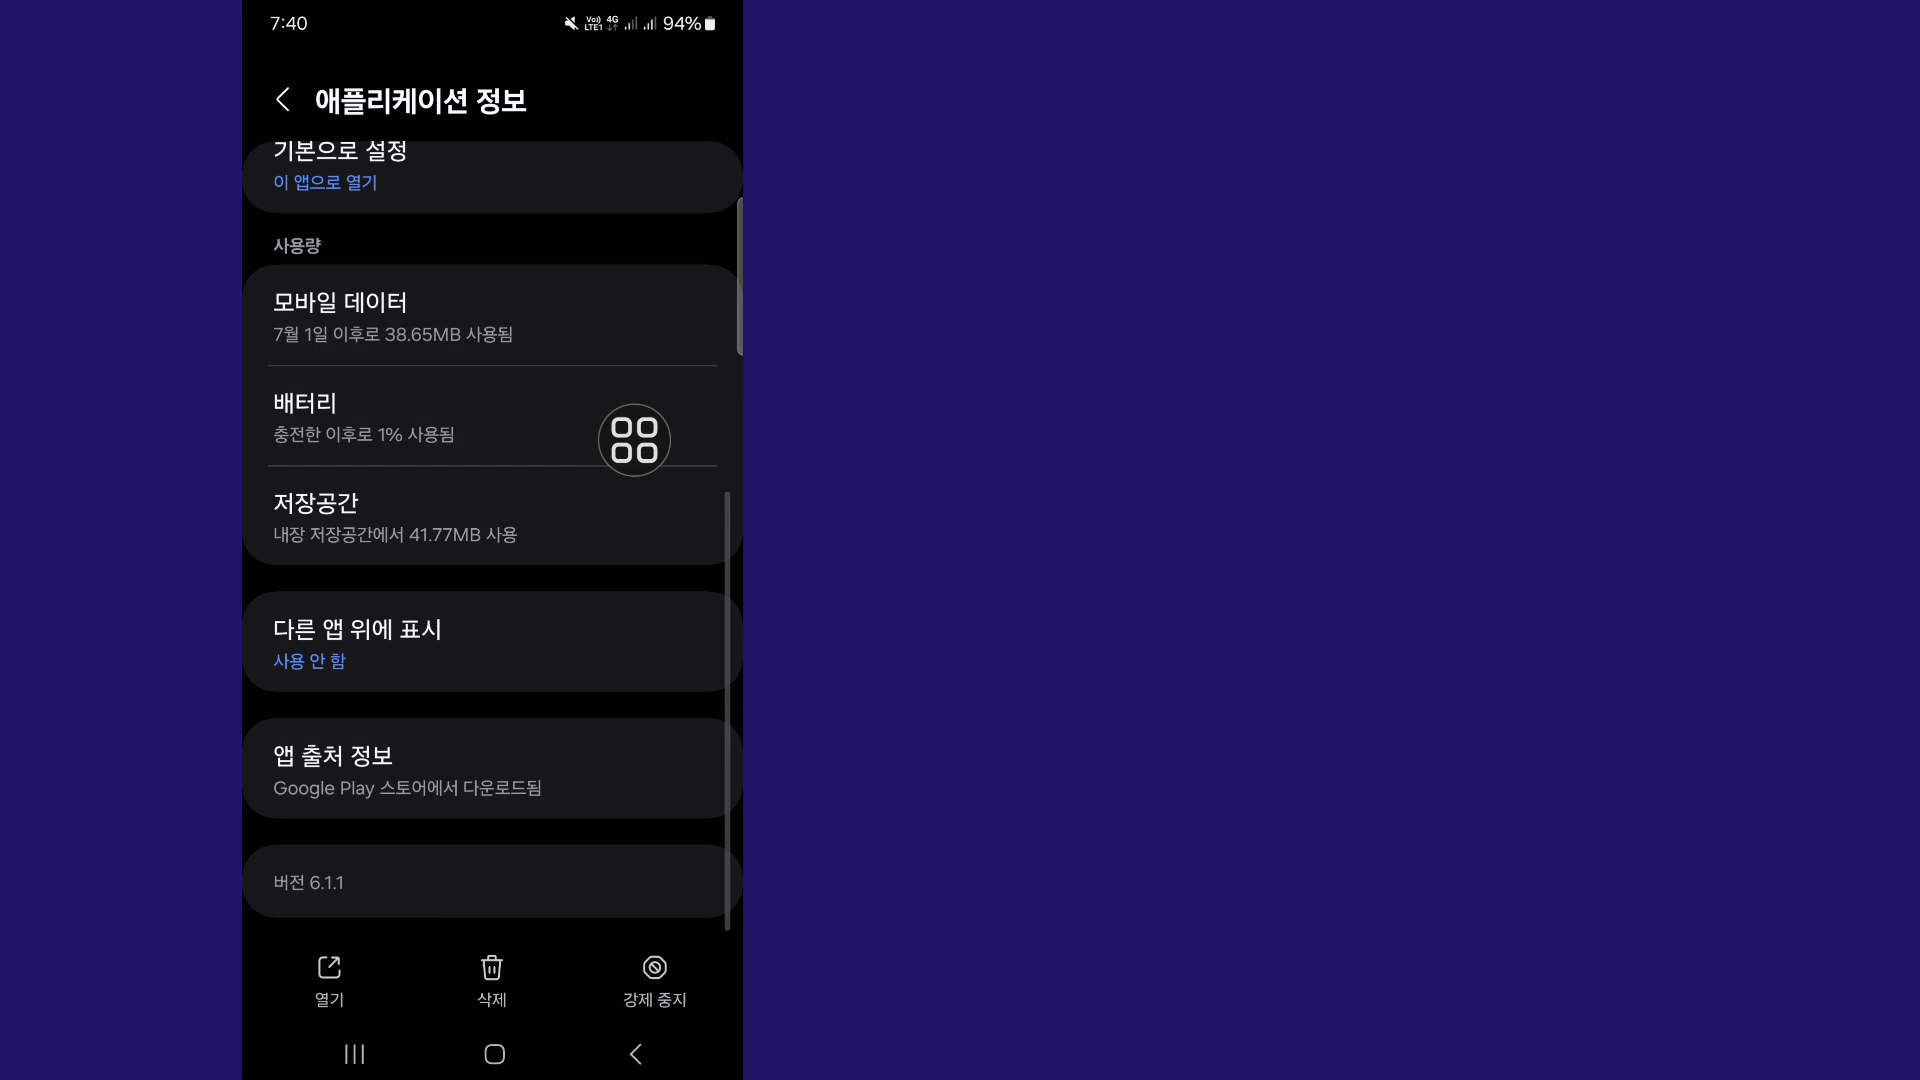 7:40
Vo)) 4G
LTE1
94%
애플리케이션 정보
기본으로 설정
이 앱으로 열기
사용량
모바일 데이터
7월 1일 이후로 38.65MB 사용됨
배터리
충전한 이후로 1% 사용됨
저장공간
내장 저장공간에서 41.77MB 사용
다른 앱 위에 표시
사용 안 함
앱 출처 정보
Google Play 스토어에서 다운로드됨
버전 6.1.1
열기
삭제
강제 중지